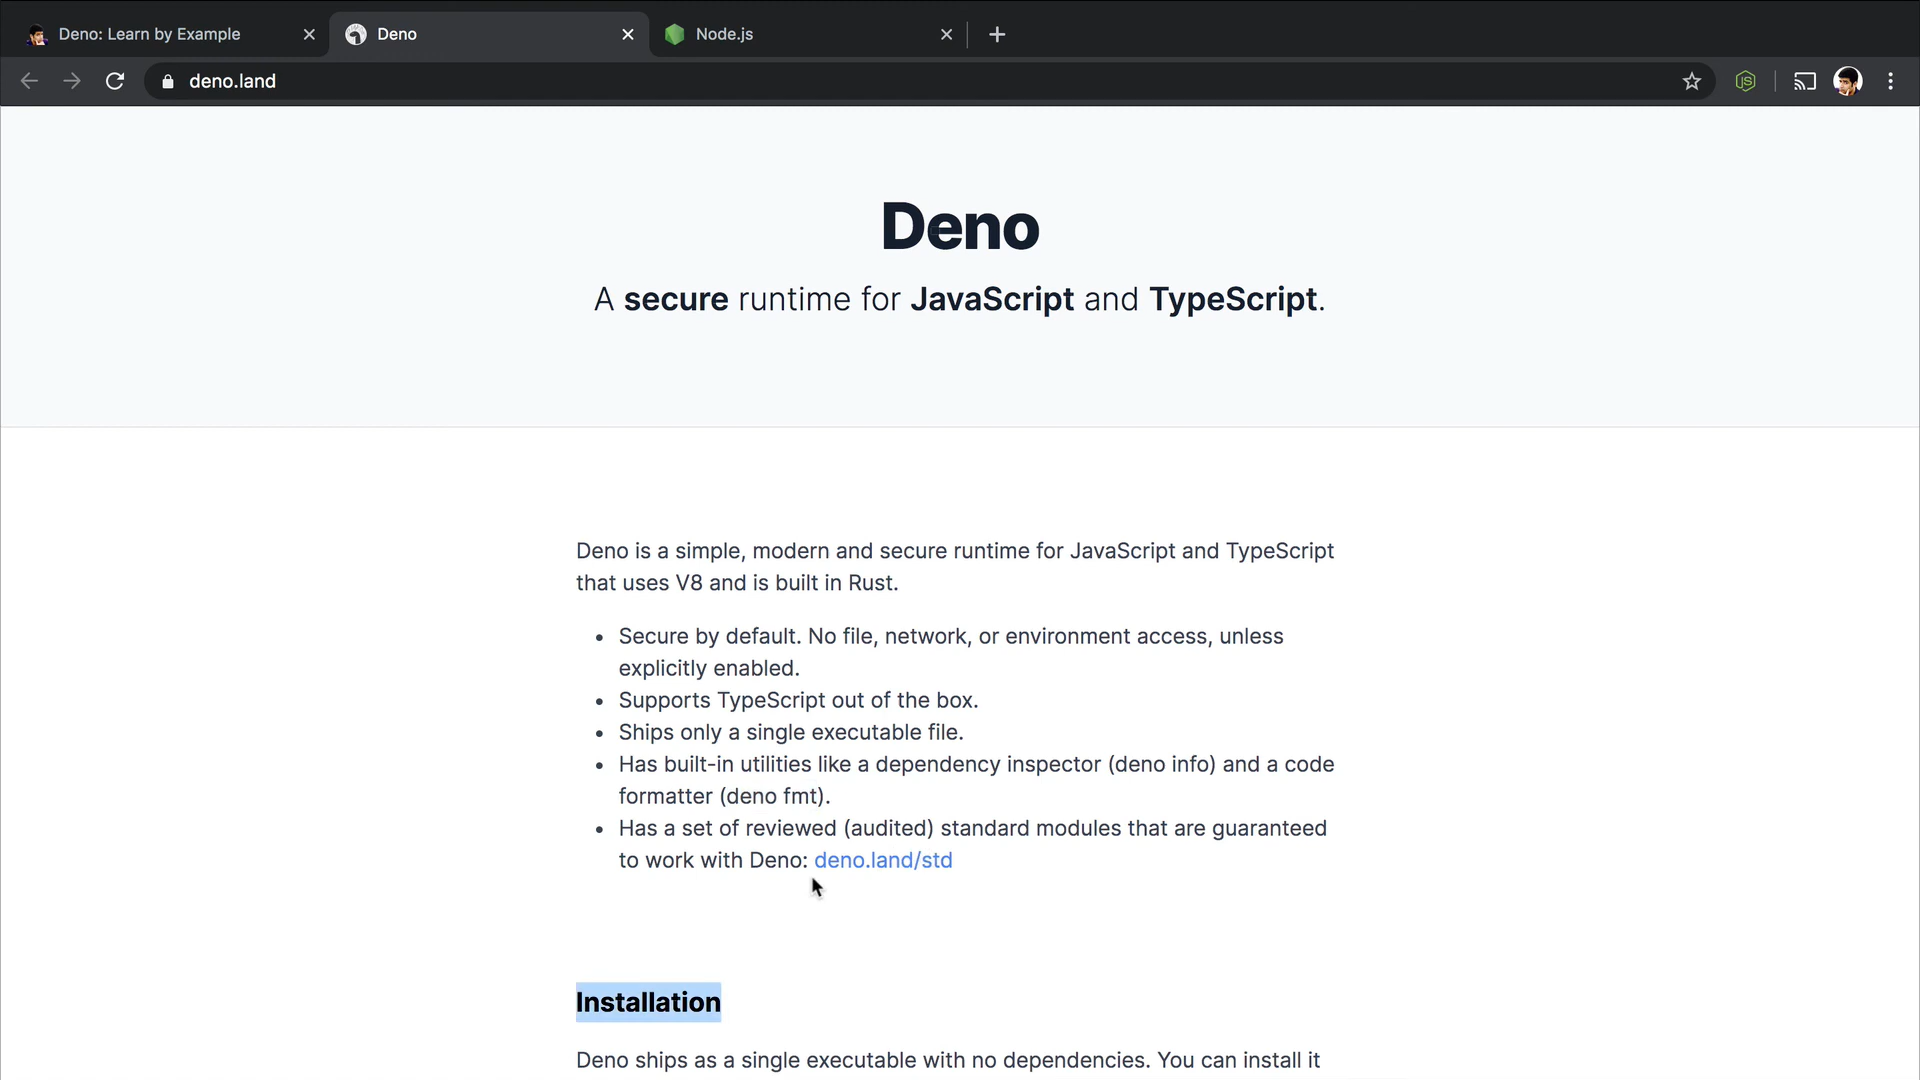 Deno: Learn by Example
Deno
Node.js
deno.land
Deno
A secure runtime for JavaScript and TypeScript.
Deno is a simple, modern and secure runtime for JavaScript and TypeScript
that uses V8 and is built in Rust.
• Secure by default. No file, network, or environment access, unless
explicitly enabled.
• Supports TypeScript out of the box.
• Ships only a single executable file.
• Has built-in utilities like a dependency inspector (deno info) and a code
formatter (deno fmt).
• Has a set of reviewed (audited) standard modules that are guaranteed
to work with Deno: deno.land/std
Installation
Deno ships as a single executable with no dependencies. You can install it